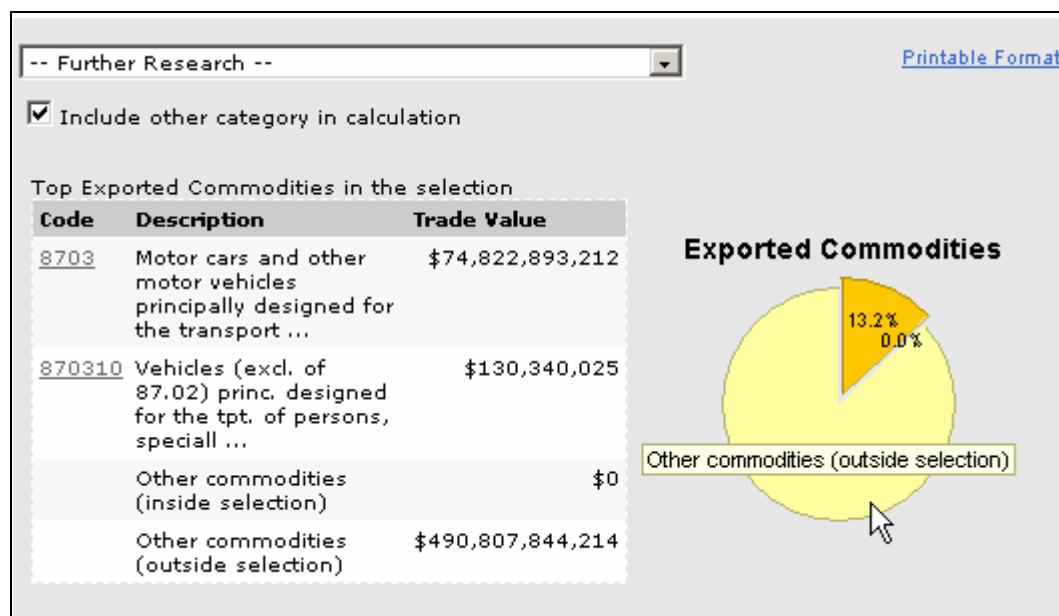 -- Further Research --
Printable Format
Include other category in calculation
Top Exported Commodities in the selection
Code Description Trade Value
8703 Motor cars and other $74,822,893,212
motor vehicles
principally designed for
the transport ...
870310 Vehicles (excl. of $130,340,025
87.02) princ. designed
for the tpt. of persons,
speciall ...
Other commodities $0
(inside selection)
Other commodities $490,807,844,214
(outside selection)
Exported Commodities
13.2%
0.0%
Other commodities (outside selection)